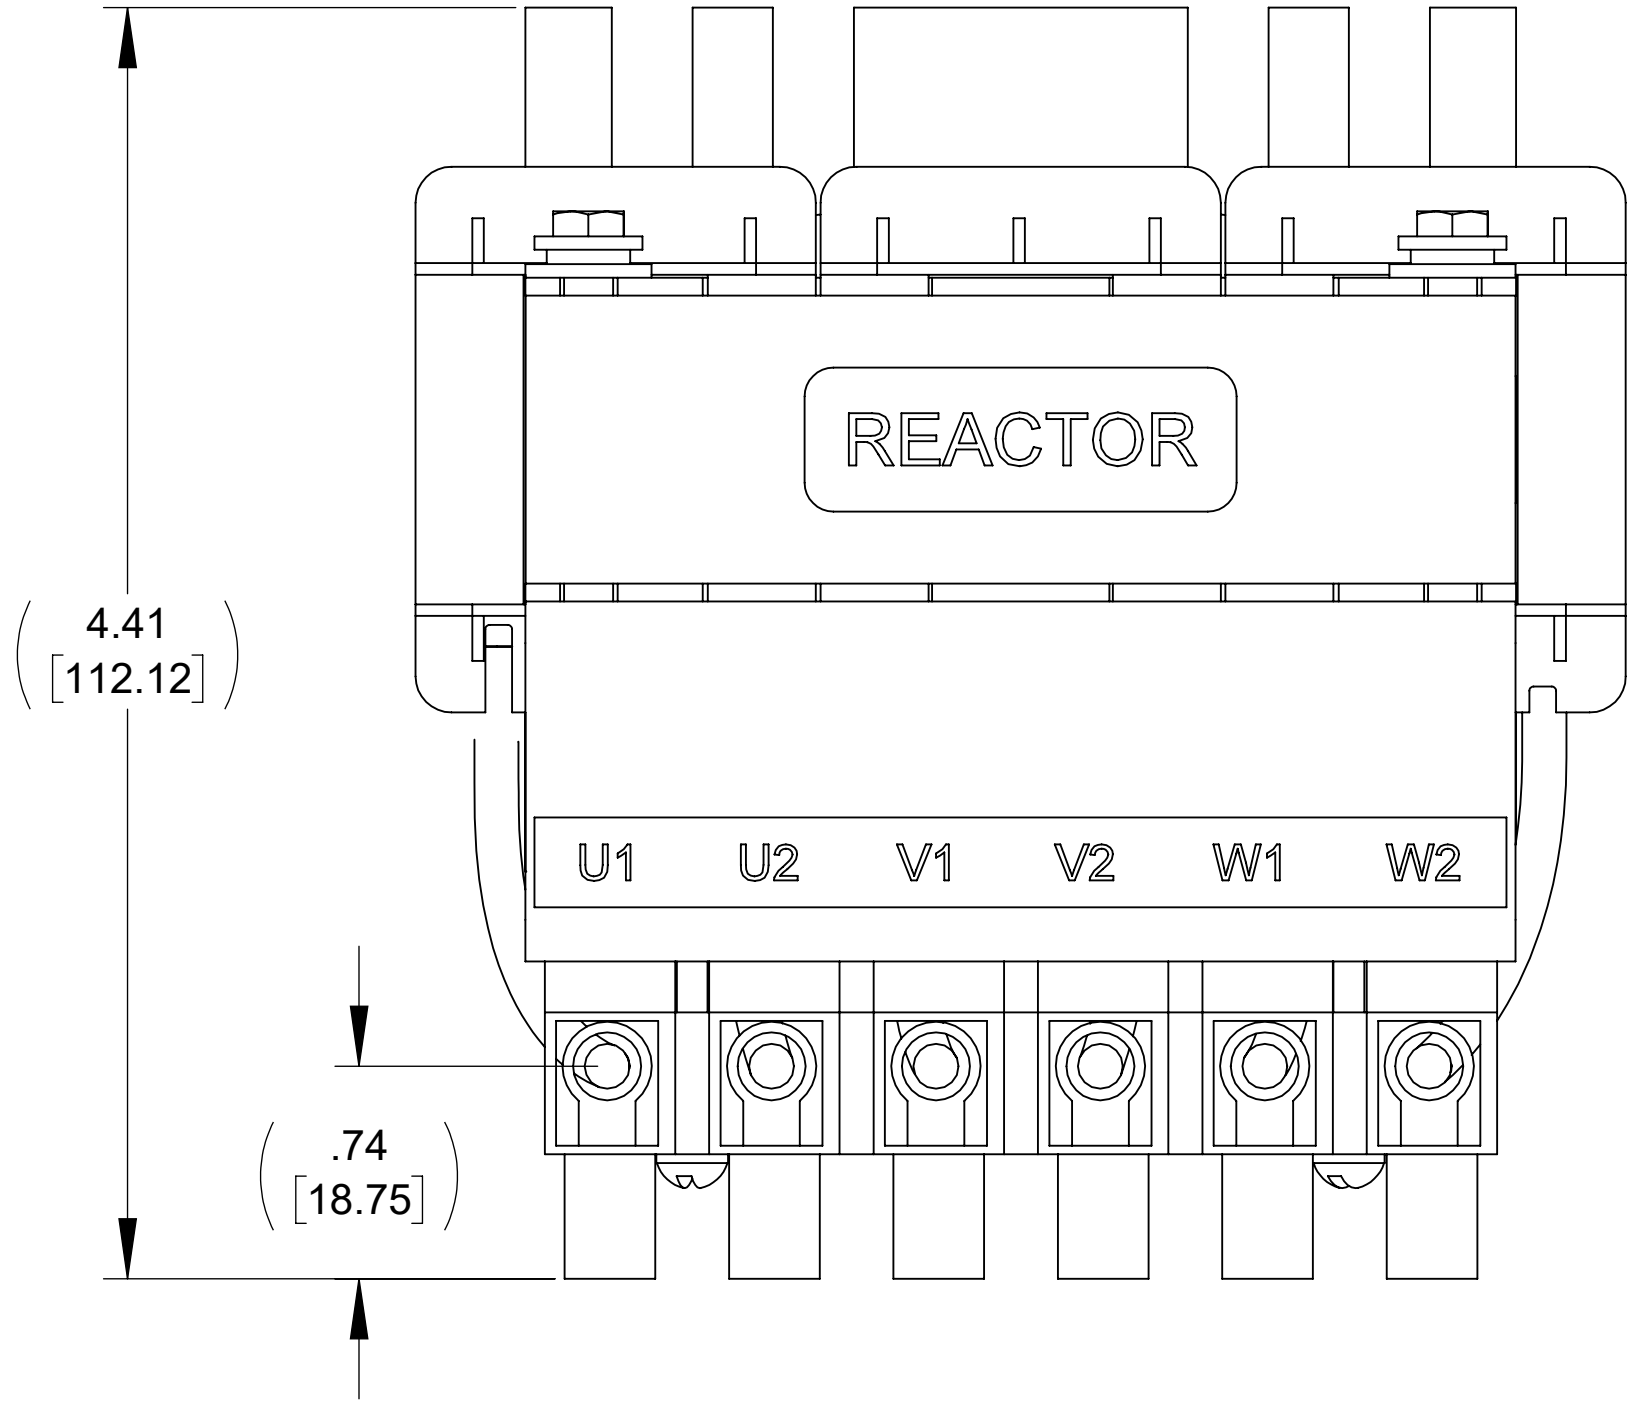 REACTOR
( 4.41
[112.12] )
U1 U2 V1 V2 W1 W2
( .74
[18.75] )